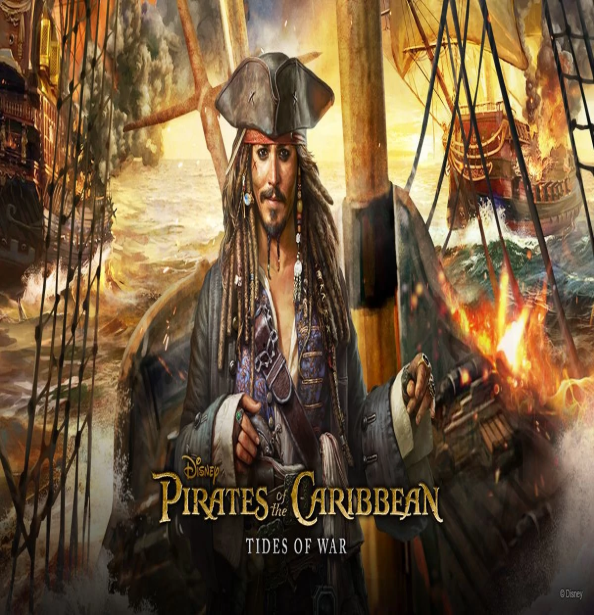 Disney
PIRATES of the CARIBBEAN
TIDES OF WAR
© Disney